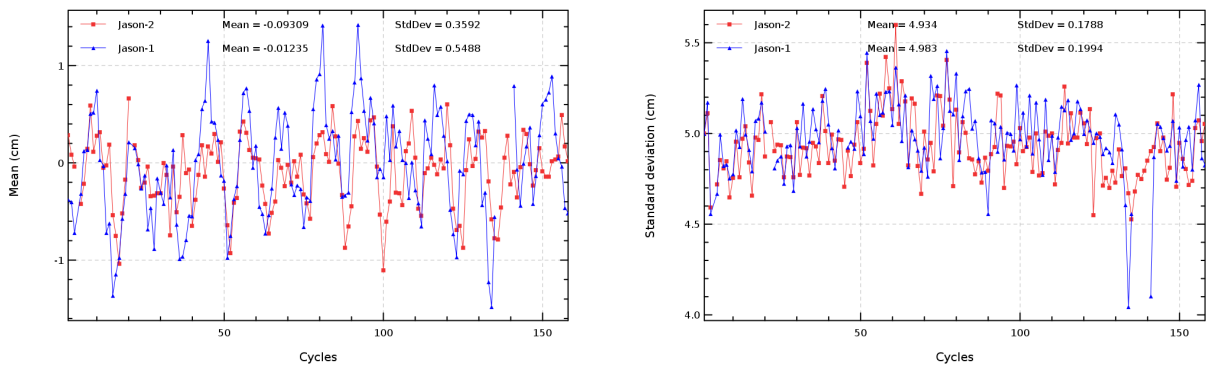 Jason-2 Mean = -0.09309 StdDev = 0.3592
Jason-1 Mean = -0.01235 StdDev = 0.5488
1
0
-1
Mean (cm)
50 100 150
Cycles
Jason-2 Mean = 4.934 StdDev = 0.1788
Jason-1 Mean = 4.983 StdDev = 0.1994
5.5
5.0
4.5
4.0
Standard deviation (cm)
0 50 100 150
Cycles